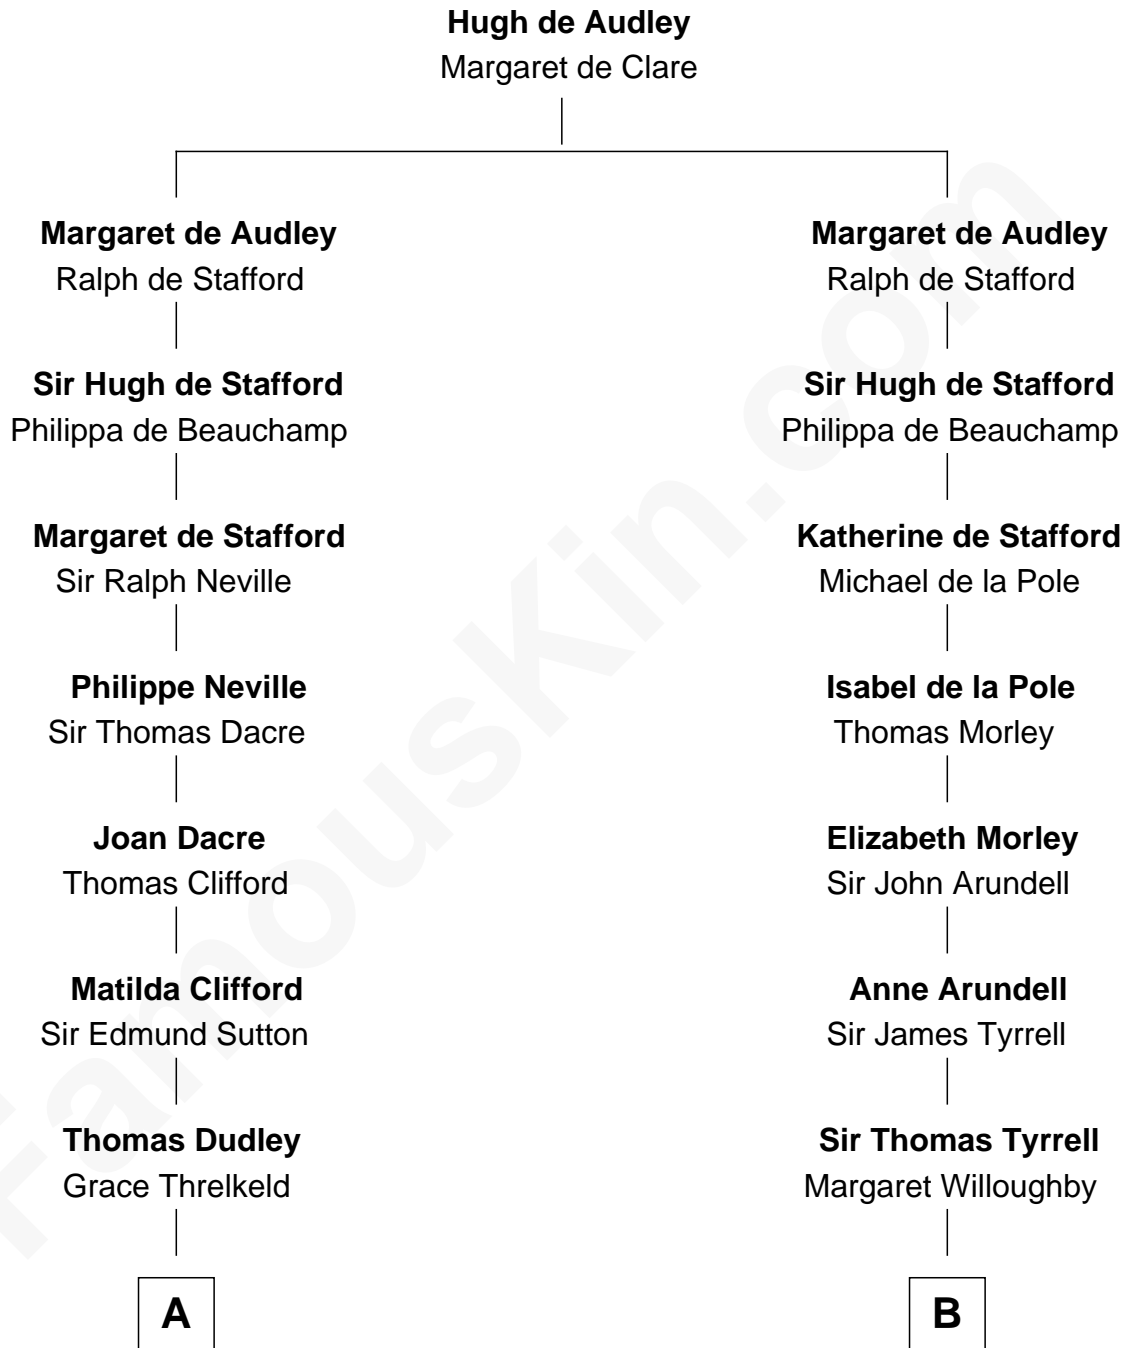 Hugh de Audley
Margaret de Clare
Margaret de Audley
Ralph de Stafford
Margaret de Audley
Ralph de Stafford
Sir Hugh de Stafford
Philippa de Beauchamp
Sir Hugh de Stafford
Philippa de Beauchamp
Margaret de Stafford
Sir Ralph Neville
Katherine de Stafford
Michael de la Pole
Philippe Neville
Sir Thomas Dacre
Isabel de la Pole
Thomas Morley
Joan Dacre
Thomas Clifford
Elizabeth Morley
Sir John Arundell
Matilda Clifford
Sir Edmund Sutton
Anne Arundell
Sir James Tyrrell
Thomas Dudley
Grace Threlkeld
Sir Thomas Tyrrell
Margaret Willoughby
A
B
FamousKin.com